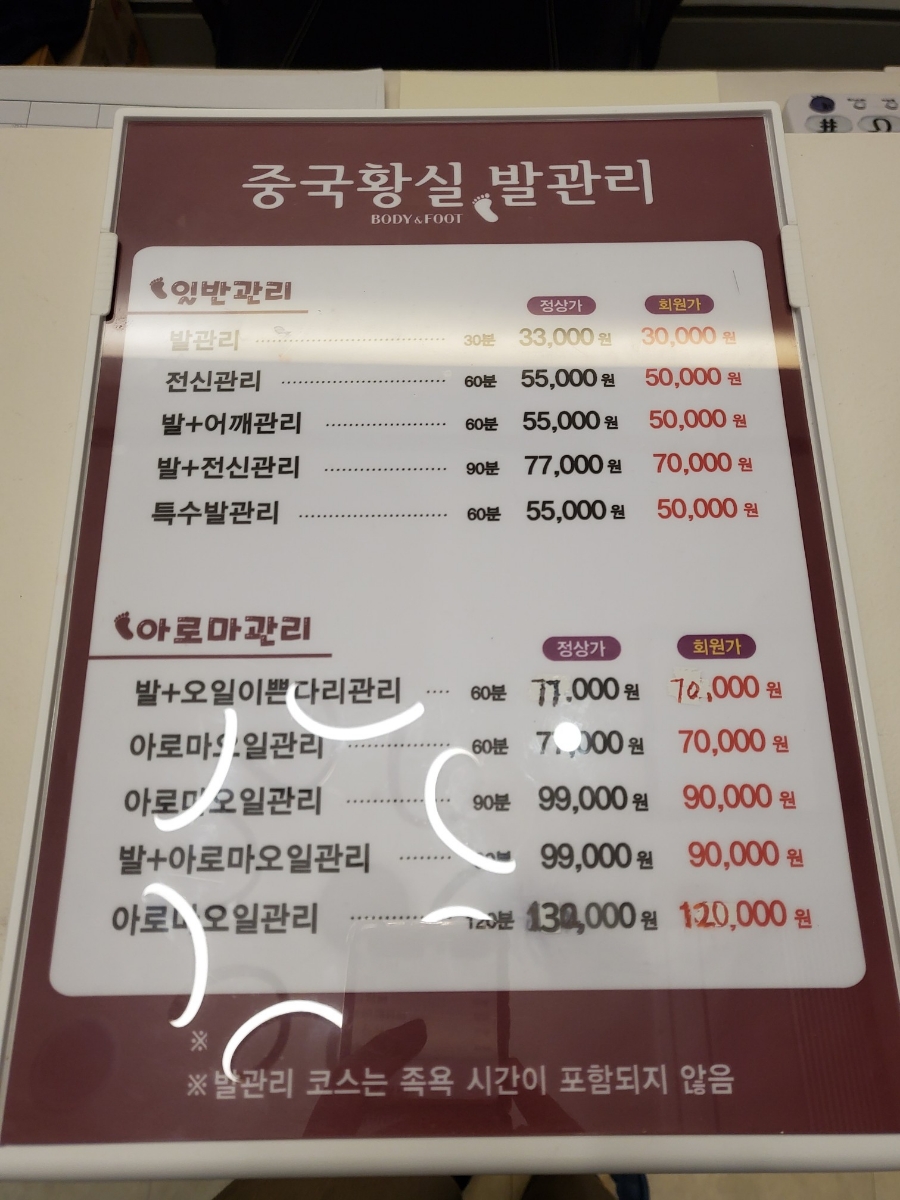 중국황실 발관리
BODY & FOOT
일반관리
정상가 회원가
발관리 30분 33,000원 30,000원
전신관리 60분 55,000원 50,000원
발+어깨관리 60분 55,000원 50,000원
발+전신관리 90분 77,000원 70,000원
특수발관리 60분 55,000원 50,000원
아로마관리
정상가 회원가
발+오일이쁜다리관리 60분 77,000원 70,000원
아로마오일관리 60분 77,000원 70,000원
아로마오일관리 90분 99,000원 90,000원
발+아로마오일관리 99,000원 90,000원
아로마오일관리 120분 원 120,000원
※
※발관리 코스는 족욕 시간이 포함되지 않음
#